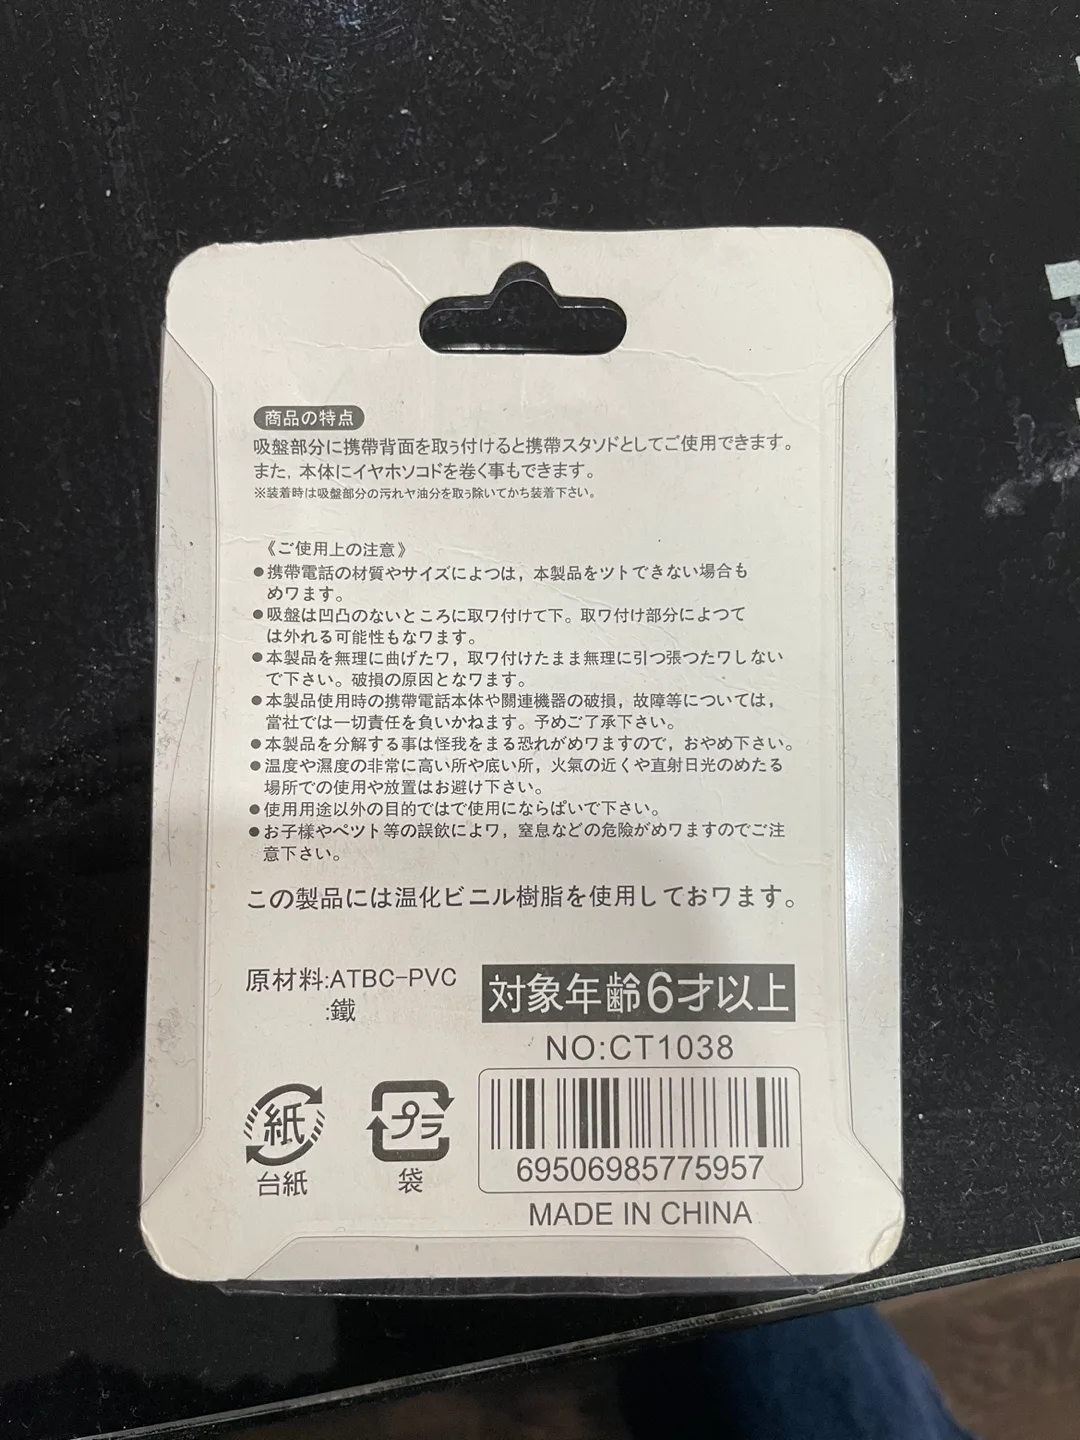 商品の特点
吸盤部分に携帶背面を取ぅ付けると携帶スタソドとしてご使用できます。
また，本体にイヤホソコドを巻く事もできます。
※装着時は吸盤部分の汚れヤ油分を取ぅ除いてかち装着下さい。
《ご使用上の注意》
●携帶電話の材質やサイズによつは，本製品をツトできない場合も
めワます。
●吸盤は凹凸のないところに取ワ付けて下。取ワ付け部分によつて
は外れる可能性もなワます。
●本製品を無理に曲げたワ，取ワ付けたまま無理に引つ張つたワしない
で下さい。破損の原因となワます。
●本製品使用時の携帶電話本体や關連機器の破損，故障等については，
當社では一切責任を負いかねます。予めご了承下さい。
●本製品を分解する事は怪我をまる恐れがめワますので，おやめ下さい。
●温度や濕度の非常に高い所や底い所，火氣の近くや直射日光のめたる
場所での使用や放置はお避け下さい。
●使用用途以外の目的ではで使用にならばいで下さい。
●お子様やペツト等の誤飲によワ，窒息などの危險がめワますのでご注
意下さい。
この製品には温化ビニル樹脂を使用しておワます。
原材料:ATBC-PVC
:鐵
対象年齢6才以上
NO:CT1038
紙
台紙
プラ
袋
69506985775957
MADE IN CHINA